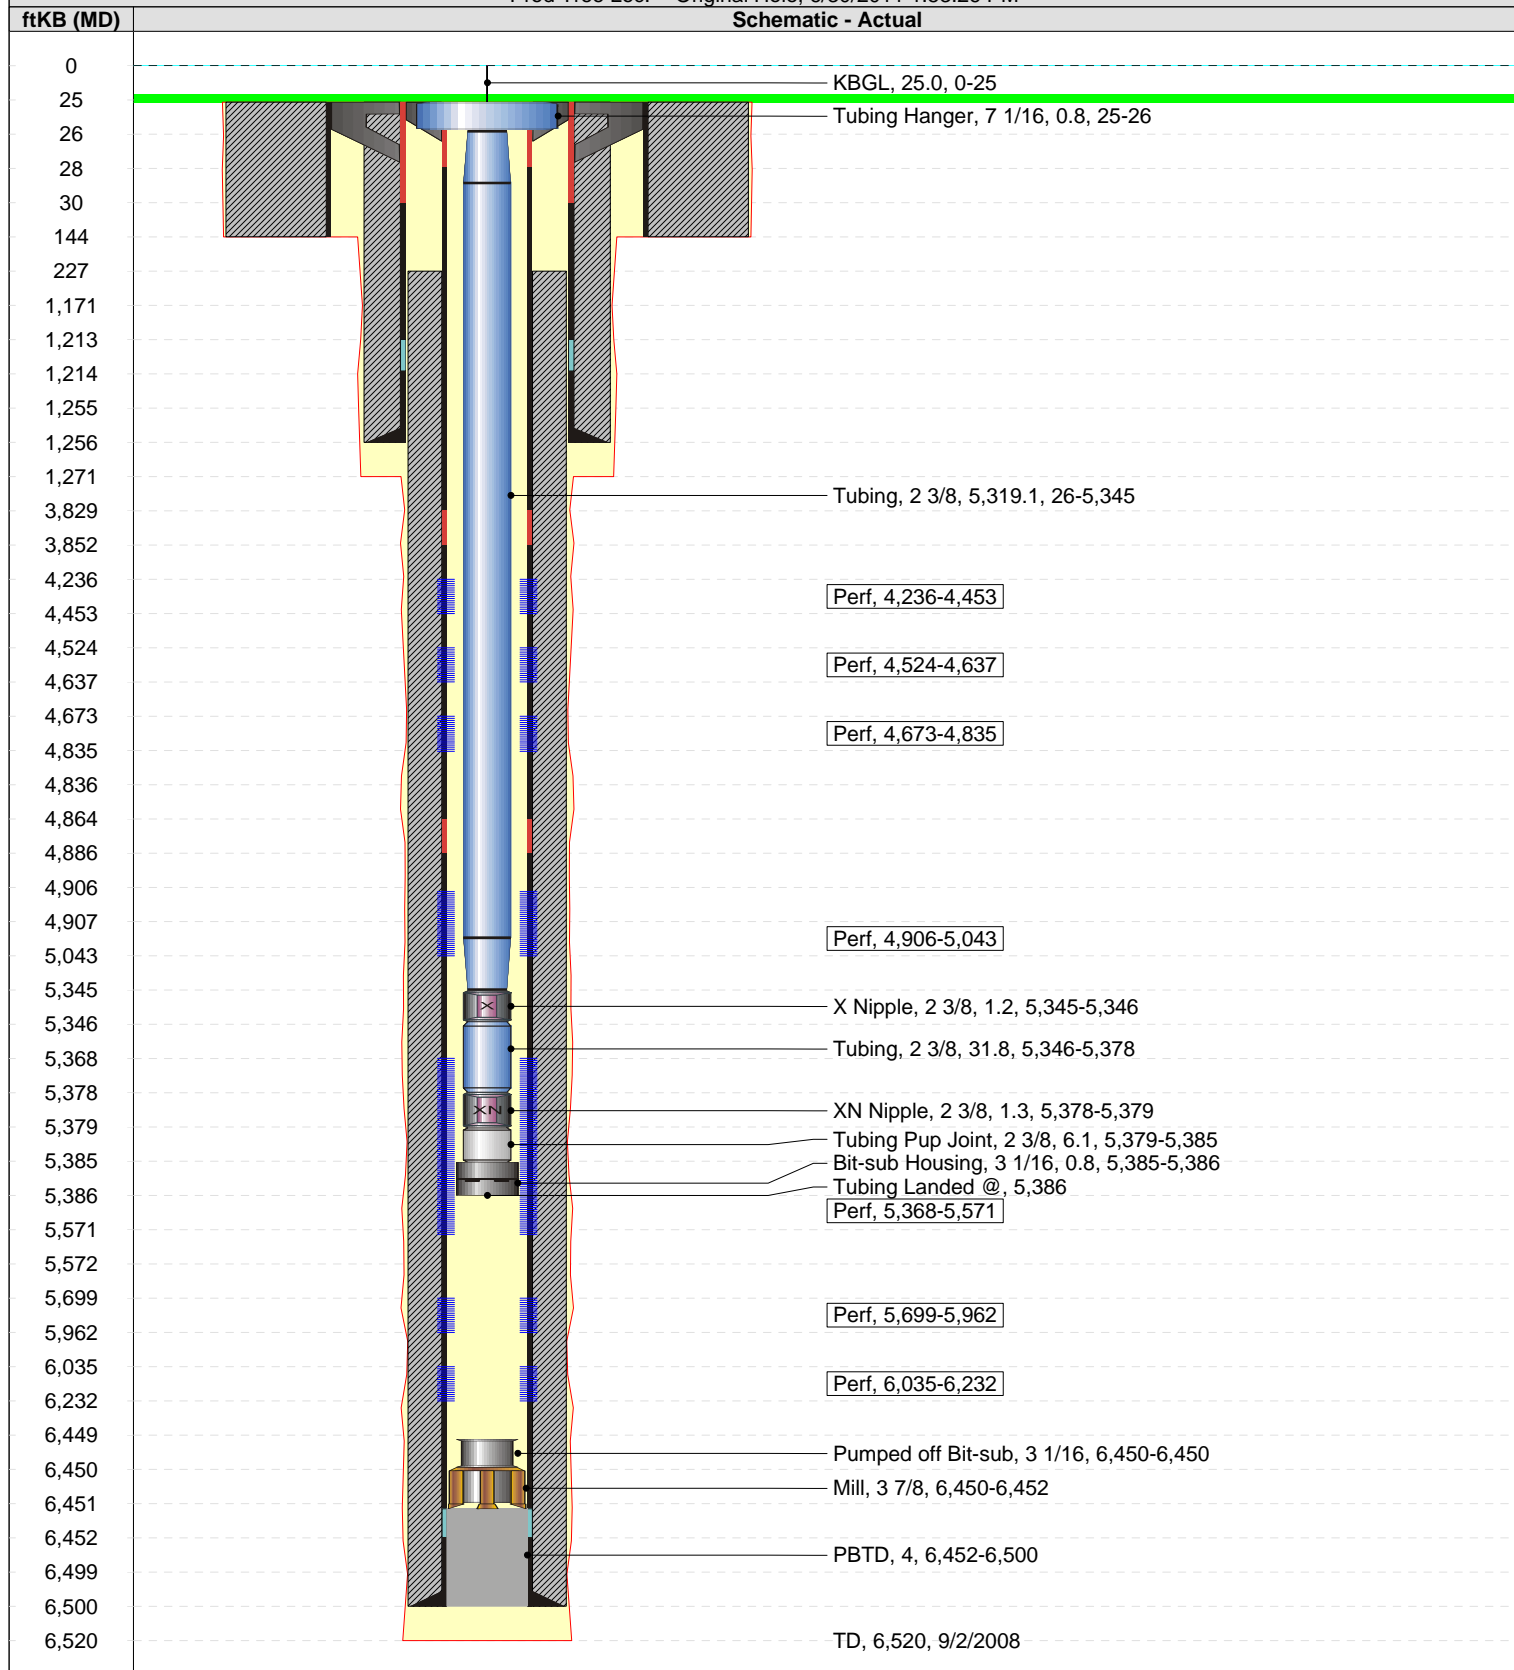 ftKB (MD)
Schematic - Actual
0
KBGL, 25.0, 0-25
25
Tubing Hanger, 7 1/16, 0.8, 25-26
26
28
30
144
227
1,171
1,213
1,214
1,255
1,256
1,271
Tubing, 2 3/8, 5,319.1, 26-5,345
3,829
3,852
4,236
Perf, 4,236-4,453
4,453
4,524
Perf, 4,524-4,637
4,637
4,673
Perf, 4,673-4,835
4,835
4,836
4,864
4,886
4,906
4,907
Perf, 4,906-5,043
5,043
5,345
X
X Nipple, 2 3/8, 1.2, 5,345-5,346
5,346
Tubing, 2 3/8, 31.8, 5,346-5,378
5,368
5,378
XN
XN Nipple, 2 3/8, 1.3, 5,378-5,379
5,379
Tubing Pup Joint, 2 3/8, 6.1, 5,379-5,385
5,385
Bit-sub Housing, 3 1/16, 0.8, 5,385-5,386
Tubing Landed @, 5,386
5,386
Perf, 5,368-5,571
5,571
5,572
5,699
Perf, 5,699-5,962
5,962
6,035
Perf, 6,035-6,232
6,232
6,449
Pumped off Bit-sub, 3 1/16, 6,450-6,450
6,450
Mill, 3 7/8, 6,450-6,452
6,451
6,452
PBTD, 4, 6,452-6,500
6,499
6,500
6,520
TD, 6,520, 9/2/2008